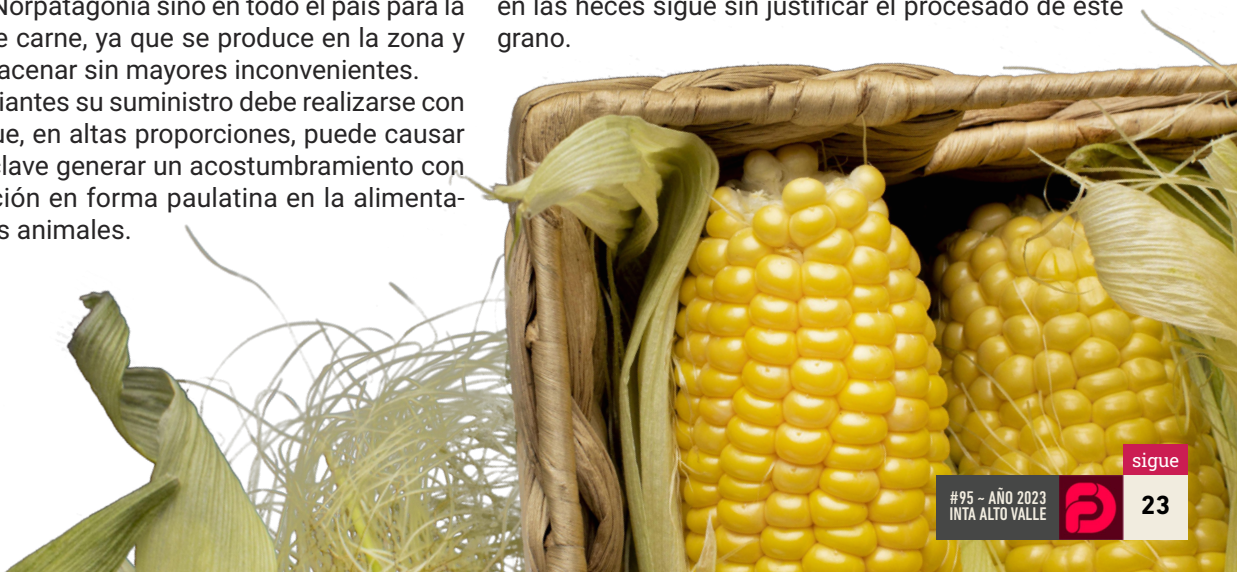 Norpatagonia sino en todo el país para la
e carne, ya que se produce en la zona y
acenar sin mayores inconvenientes.
iantes su suministro debe realizarse con
ue, en altas proporciones, puede causar
clave generar un acostumbramiento con
ción en forma paulatina en la alimenta-
s animales.
en las heces sigue sin justificar el procesado de este
grano.
sigue
#95 ~ AÑO 2023
INTA ALTO VALLE
23